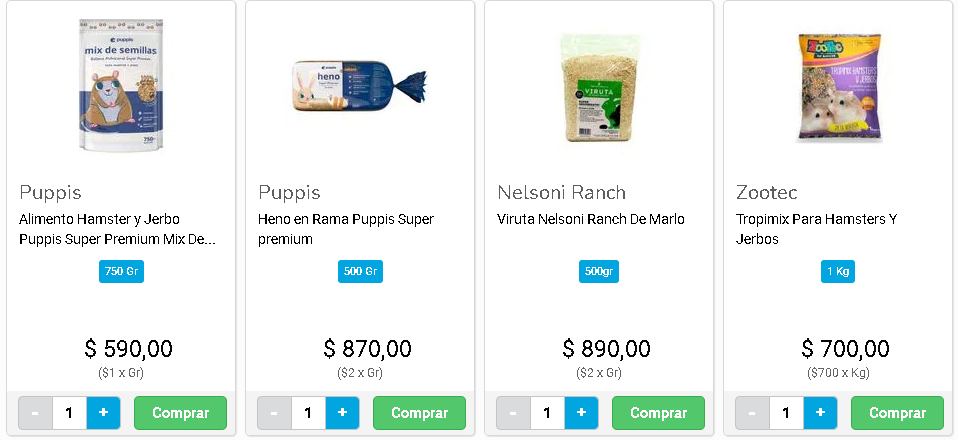 puppis
mix de semillas
750
Puppis
Alimento Hamster y Jerbo
Puppis Super Premium Mix De...
750 Gr
$ 590,00
($1 x Gr)
-
1
+
Comprar
puppis
heno
Puppis
Heno en Rama Puppis Super
premium
500 Gr
$ 870,00
($2 x Gr)
-
1
+
Comprar
VIRUTA
Nelsoni Ranch
Viruta Nelsoni Ranch De Marlo
500gr
$ 890,00
($2 x Gr)
-
1
+
Comprar
ZOOTEC
TROPIMIX HAMSTERS
Y JERBOS
Zootec
Tropimix Para Hamsters Y
Jerbos
1 Kg
$ 700,00
($700 x Kg)
-
1
+
Comprar